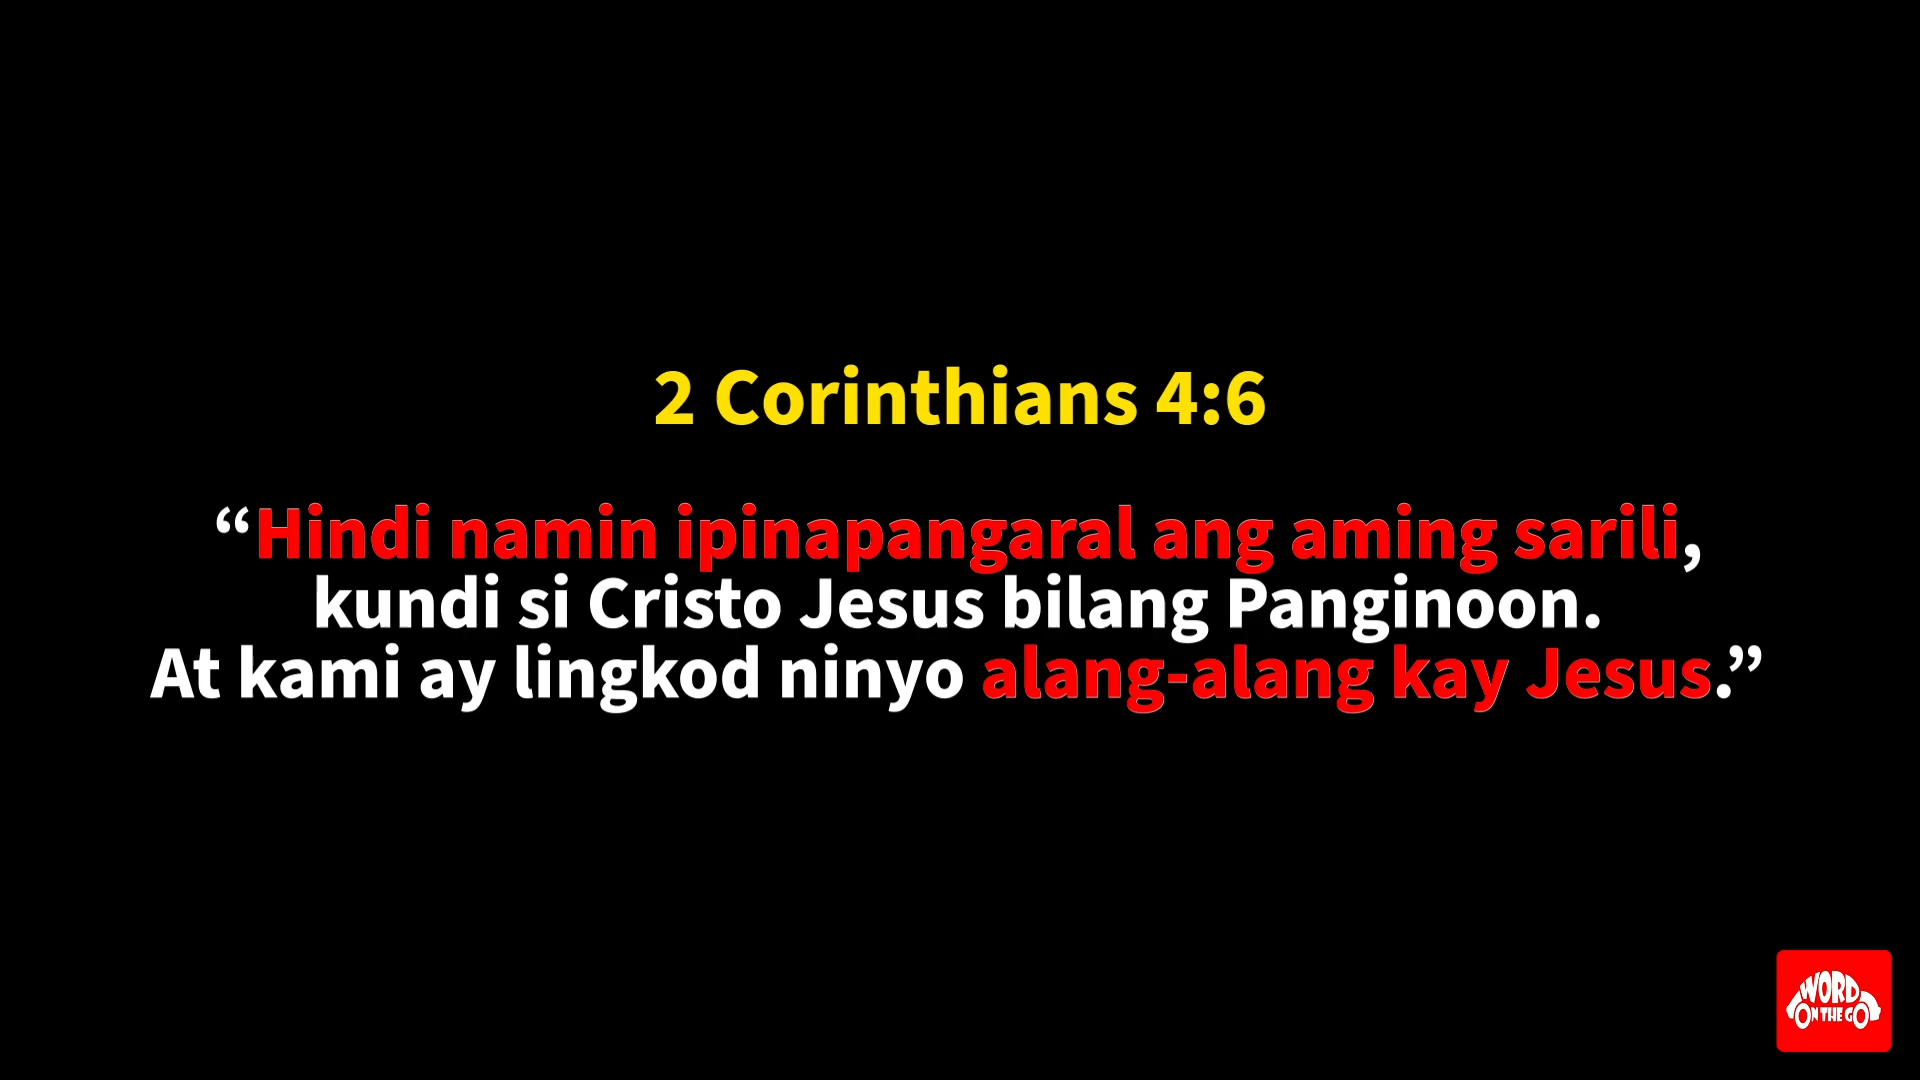 2 Corinthians 4:6
“Hindi namin ipinapangaral ang aming sarili,
kundi si Cristo Jesus bilang Panginoon.
At kami ay lingkod ninyo alang-alang kay Jesus.”
WORD
ON THE GO